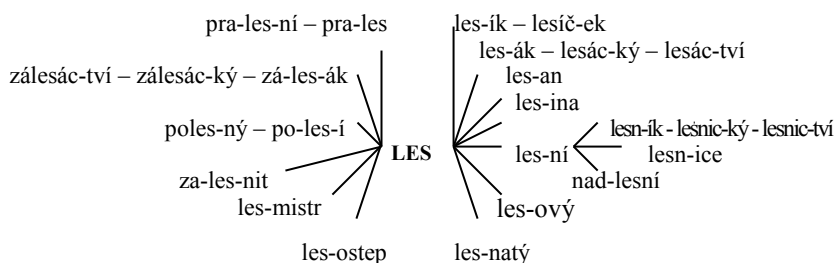 pra-les-ní – pra-les
les-ík – lesíč-ek
les-ák – lesác-ký – lesác-tví
zálesác-tví – zálesác-ký – zá-les-ák
les-an
les-ina
poles-ný – po-les-í
LES
les-ní
lesn-ík - lesnic-ký - lesnic-tví
lesn-ice
za-les-nit
nad-lesní
les-mistr
les-ový
les-ostep
les-natý